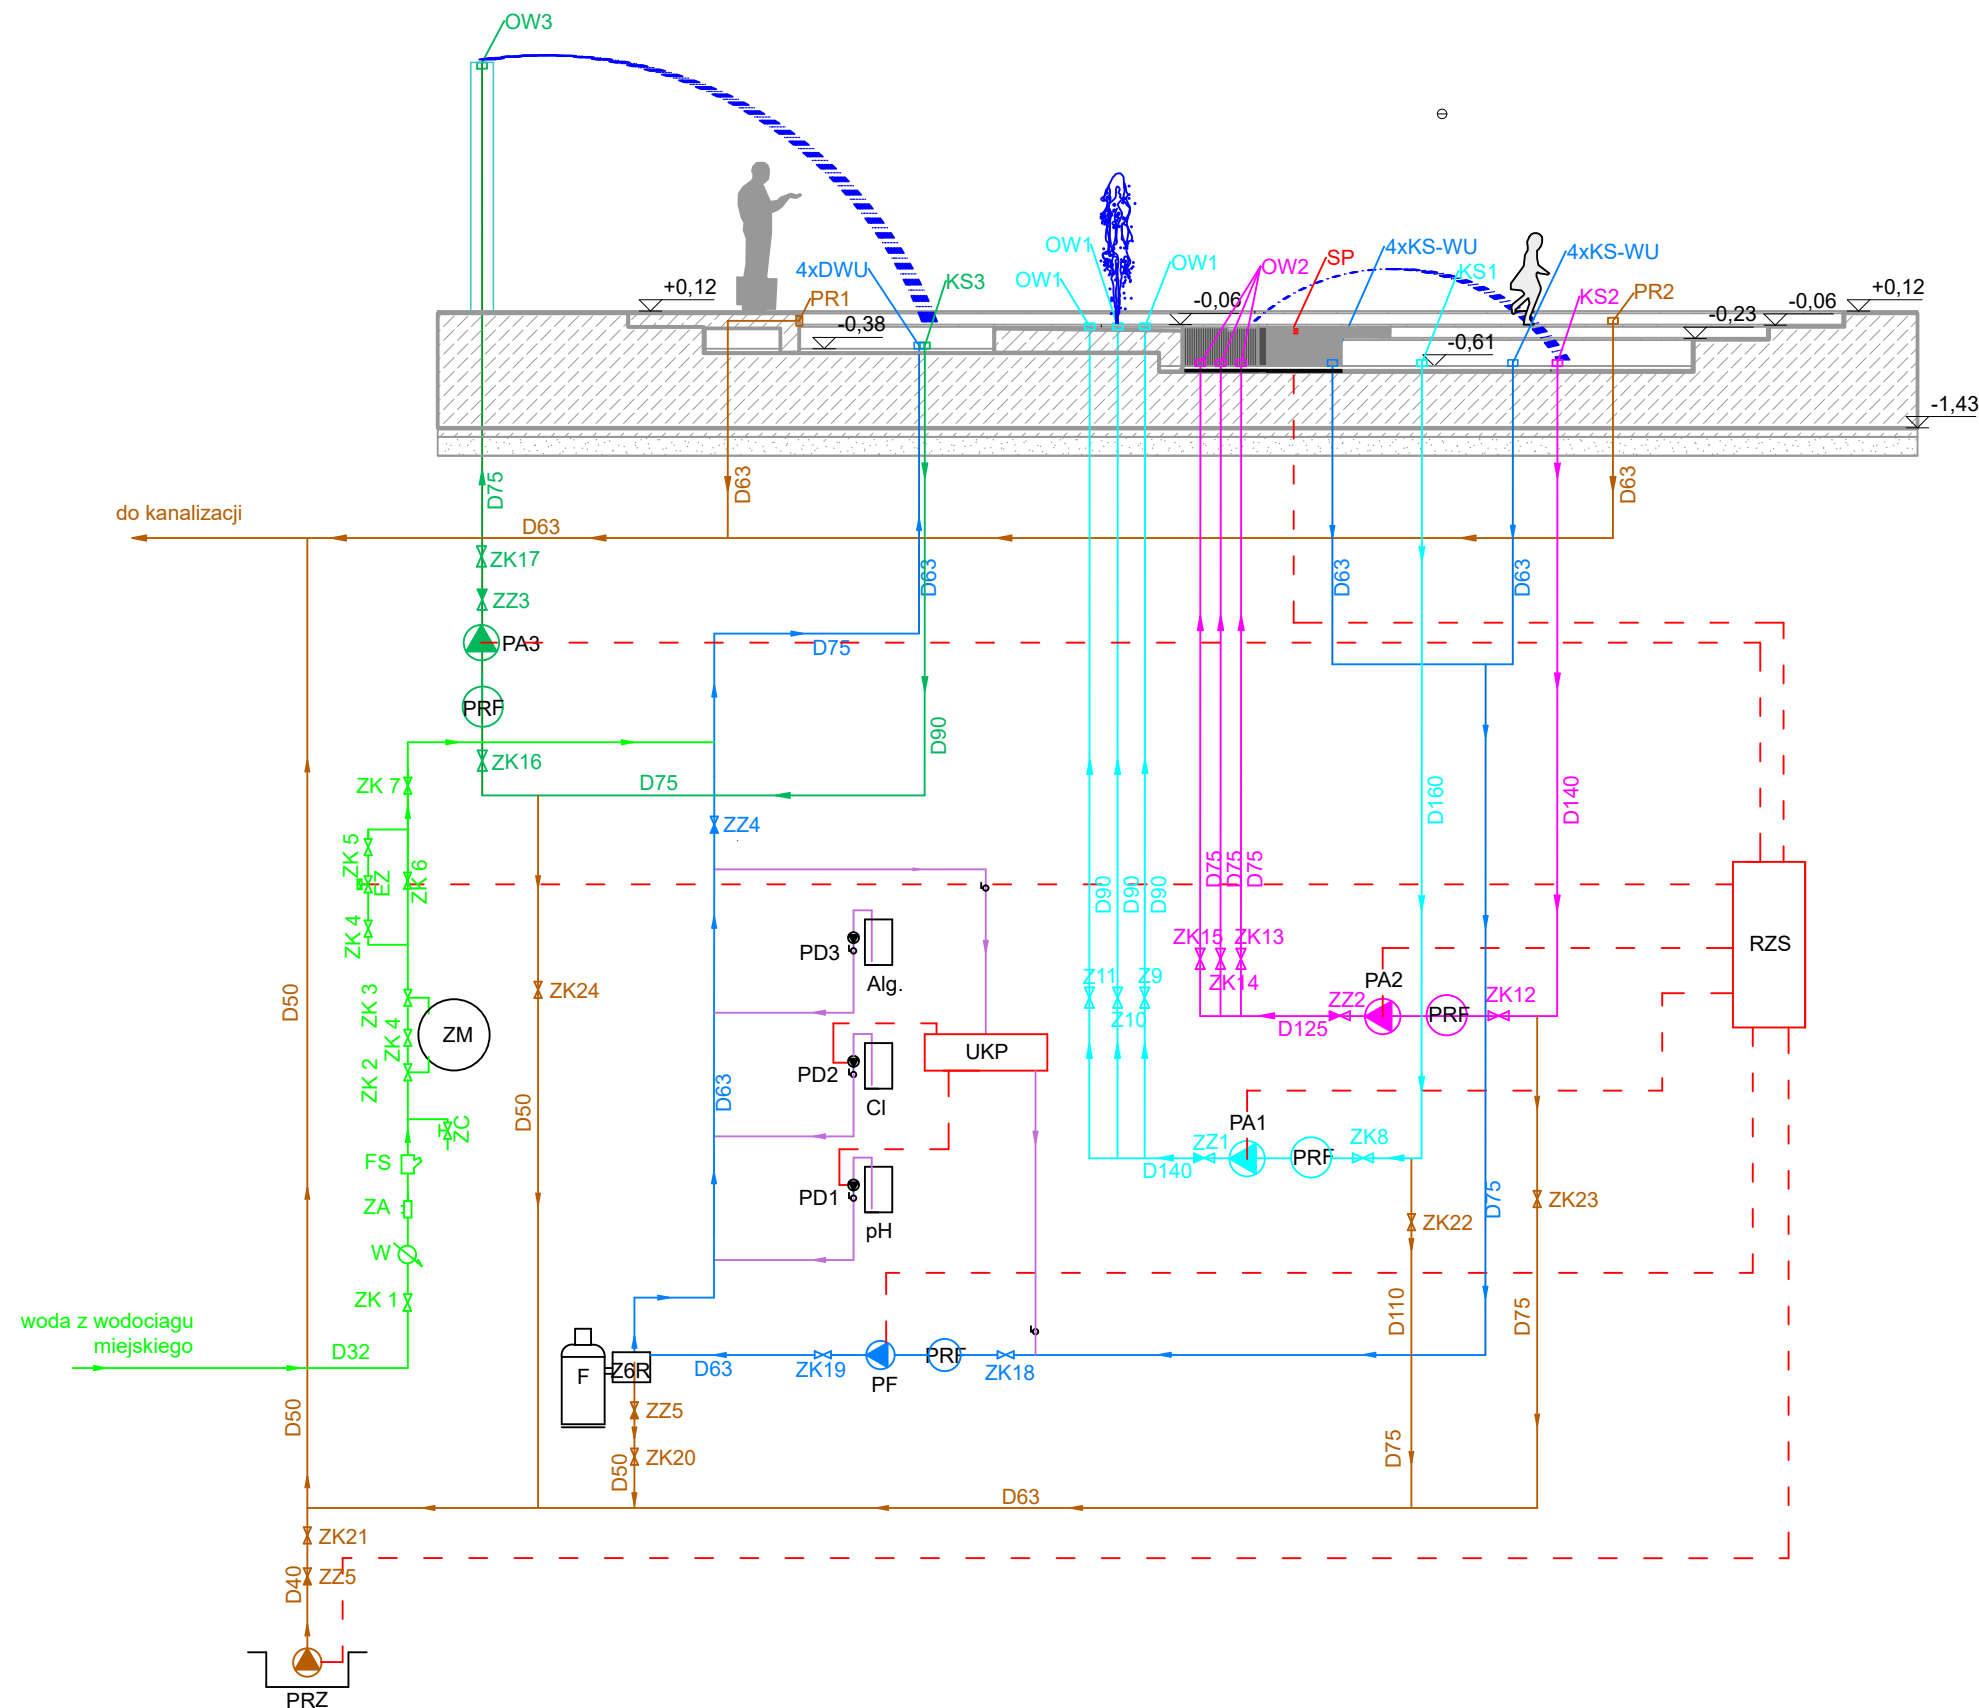 OW3
+0,12
4xDWU
PR1
KS3
-0,38
OW1
OW1
OW1
OW2
SP
4xKS-WU
KS1
4xKS-WU
KS2
PR2
-0,06
-0,61
-0,23
-0,06
+0,12
-1,43
do kanalizacji
D63
D75
D63
D63
D63
D63
D63
ZK17
ZZ3
PA3
PRF
ZK16
D75
D75
D90
ZK 7
ZK 5
EZ
ZK 6
ZK 4
ZK 3
ZK 4
ZK 2
ZM
ZC
FS
ZA
W
ZK 1
woda z wodociagu
miejskiego
D32
D50
D50
D50
ZK24
ZZ4
D63
PD3
Alg.
PD2
Cl
PD1
pH
UKP
D90
D90
D90
Z11
Z10
Z9
D75
D75
D75
ZK15
ZK14
ZK13
D160
D140
RZS
PA2
ZZ2
PRF
ZK12
D125
PA1
ZZ1
PRF
ZK8
D140
ZK22
ZK23
D75
D110
D75
D75
F
Z6R
D63
ZK19
PF
PRF
ZK18
ZZ5
ZK20
D50
D63
ZK21
ZZ5
D40
PRZ